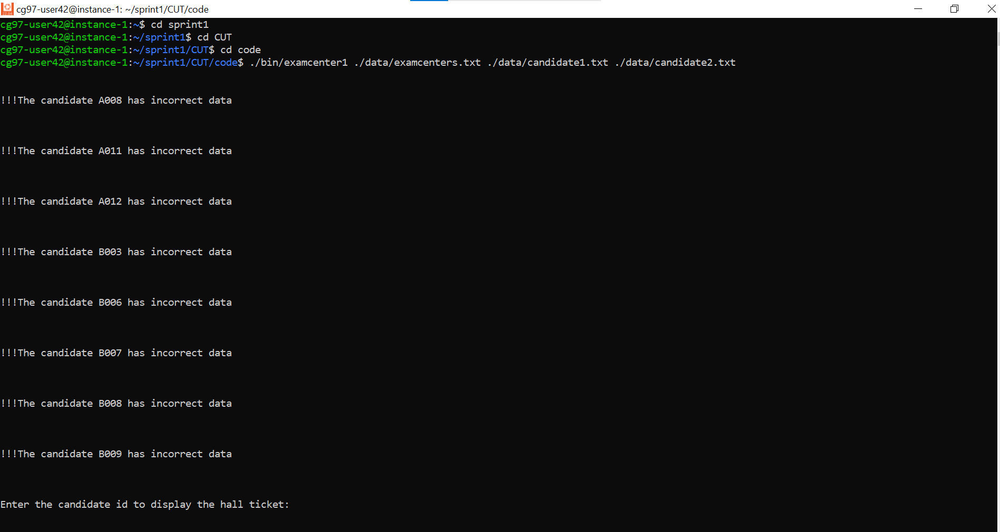 cg97-user42@instance-1: ~/sprint1/CUT/code
cg97-user42@instance-1:~$ cd sprint1
cg97-user42@instance-1:~/sprint1$ cd CUT
cg97-user42@instance-1:~/sprint1/CUT$ cd code
cg97-user42@instance-1:~/sprint1/CUT/code$ ./bin/examcenter1 ./data/examcenters.txt ./data/candidate1.txt ./data/candidate2.txt
!!!The candidate A008 has incorrect data
!!!The candidate A011 has incorrect data
!!!The candidate A012 has incorrect data
!!!The candidate B003 has incorrect data
!!!The candidate B006 has incorrect data
!!!The candidate B007 has incorrect data
!!!The candidate B008 has incorrect data
!!!The candidate B009 has incorrect data
Enter the candidate id to display the hall ticket: